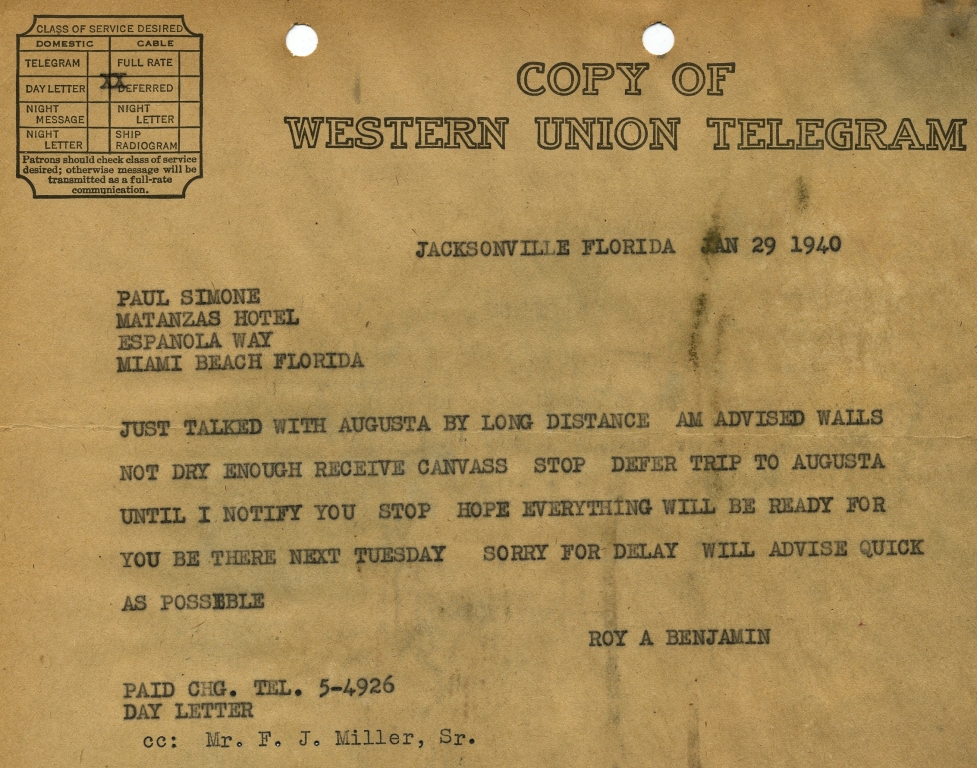 CLASS OF SERVICE DESIRED
DOMESTIC CABLE
TELEGRAM FULL RATE
DAY LETTER XX DEFERRED
NIGHT MESSAGE NIGHT LETTER
NIGHT LETTER SHIP RADIOGRAM
Patrons should check class of service
desired; otherwise message will be
transmitted as a full-rate
communication.
COPY OF
WESTERN UNION TELEGRAM
JACKSONVILLE FLORIDA JAN 29 1940
PAUL SIMONE
MATANZAS HOTEL
ESPANOLA WAY
MIAMI BEACH FLORIDA
JUST TALKED WITH AUGUSTA BY LONG DISTANCE AM ADVISED WALLS
NOT DRY ENOUGH RECEIVE CANVASS STOP DEFER TRIP TO AUGUSTA
UNTIL I NOTIFY YOU STOP HOPE EVERYTHING WILL BE READY FOR
YOU BE THERE NEXT TUESDAY SORRY FOR DELAY WILL ADVISE QUICK
AS POSSIBLE
ROY A BENJAMIN
PAID CHG. TEL. 5-4926
DAY LETTER
cc: Mr. F. J. Miller, Sr.